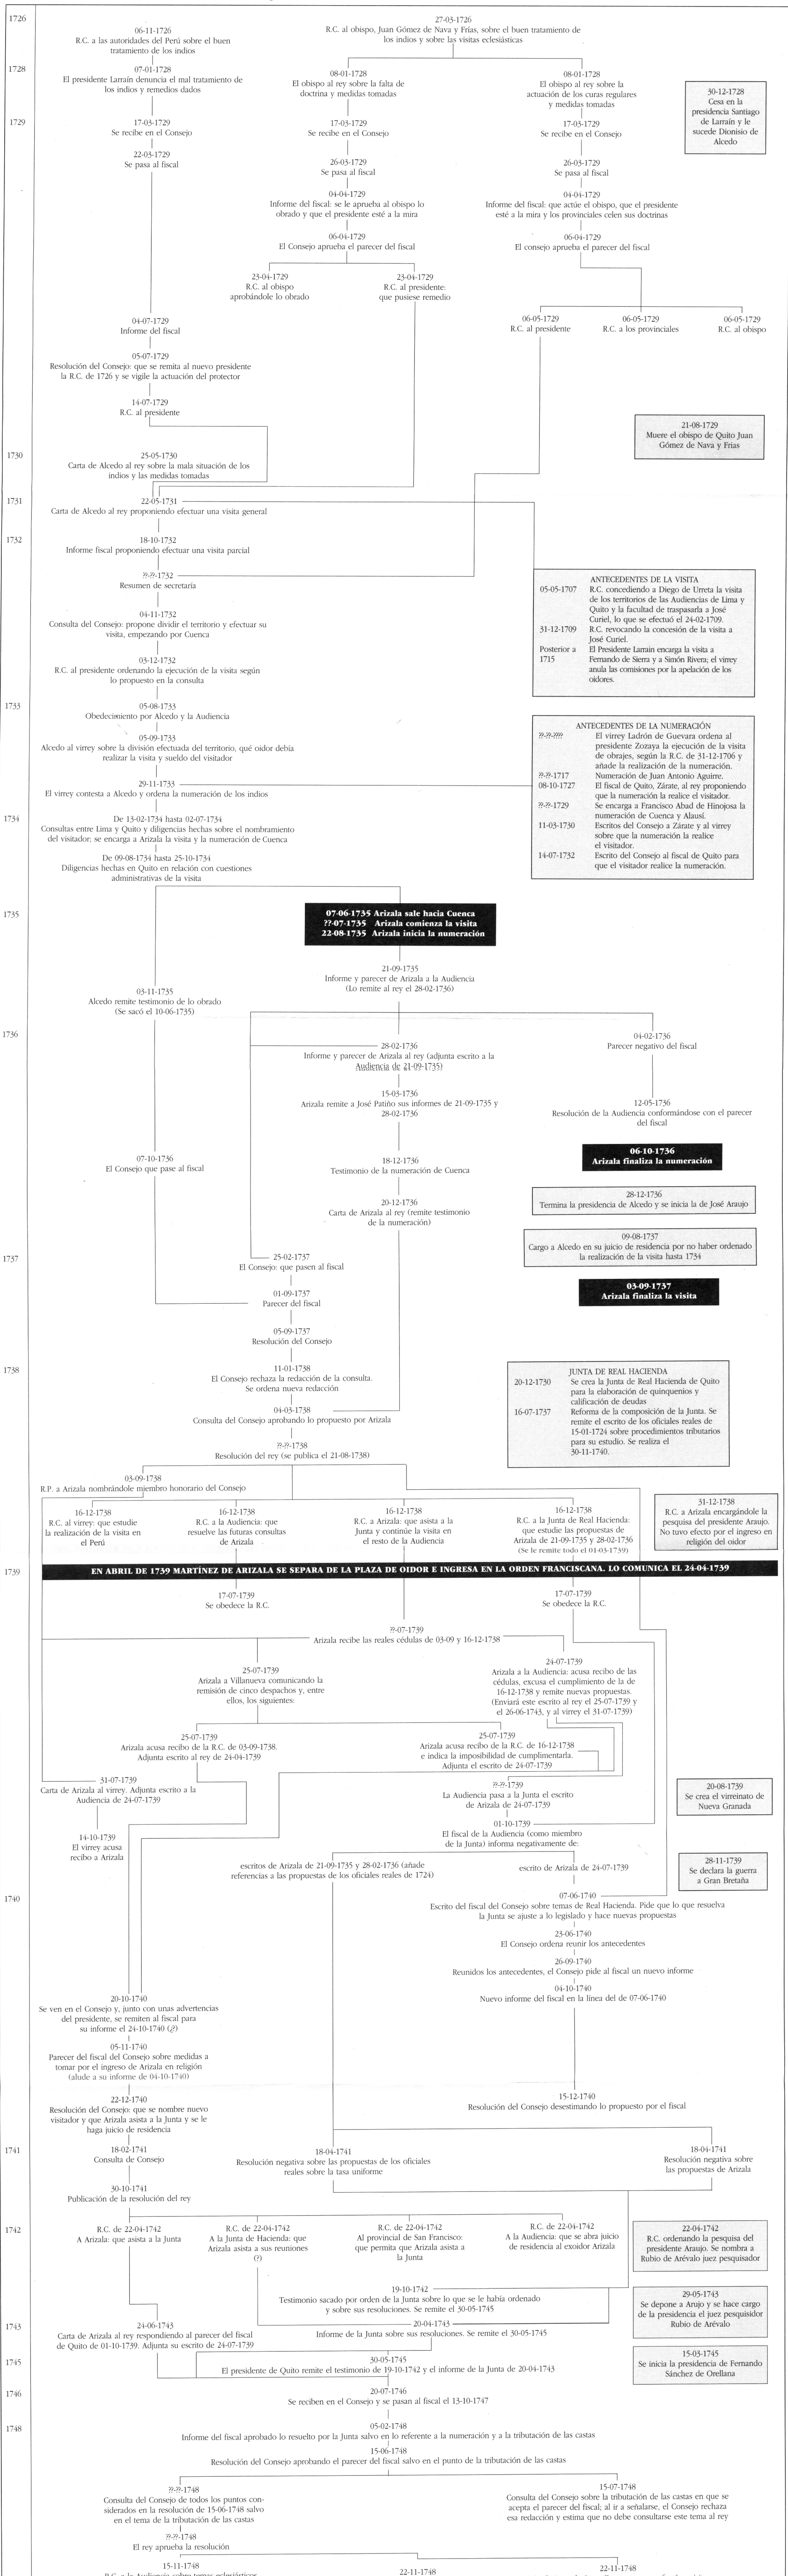 1726
27-03-1726
R.C. al obispo, Juan Gómez de Nava y Frías, sobre el buen tratamiento de
los indios y sobre las visitas eclesiásticas
06-11-1726
R.C. a las autoridades del Perú sobre el buen
tratamiento de los indios
1728
07-01-1728
El presidente Larraín denuncia el mal tratamiento de
los indios y remedios dados
08-01-1728
El obispo al rey sobre la falta de
doctrina y medidas tomadas
08-01-1728
El obispo al rey sobre la
actuación de los curas regulares
y medidas tomadas
30-12-1728
Cesa en la
presidencia Santiago
de Larraín y le
sucede Dionisio de
Alcedo
1729
17-03-1729
Se recibe en el Consejo
17-03-1729
Se recibe en el Consejo
17-03-1729
Se recibe en el Consejo
22-03-1729
Se pasa al fiscal
26-03-1729
Se pasa al fiscal
26-03-1729
Se pasa al fiscal
04-04-1729
Informe del fiscal: se le aprueba al obispo lo
obrado y que el presidente esté a la mira
04-04-1729
Informe del fiscal: que actúe el obispo, que el presidente
esté a la mira y los provinciales celen sus doctrinas
06-04-1729
El Consejo aprueba el parecer del fiscal
06-04-1729
El consejo aprueba el parecer del fiscal
23-04-1729
R.C. al obispo
aprobándole lo obrado
23-04-1729
R.C. al presidente:
que pusiese remedio
04-07-1729
Informe del fiscal
06-05-1729
R.C. al presidente
06-05-1729
R.C. a los provinciales
06-05-1729
R.C. al obispo
05-07-1729
Resolución del Consejo: que se remita al nuevo presidente
la R.C. de 1726 y se vigile la actuación del protector
14-07-1729
R.C. al presidente
21-08-1729
Muere el obispo de Quito Juan
Gómez de Nava y Frías
1730
25-05-1730
Carta de Alcedo al rey sobre la mala situación de los
indios y las medidas tomadas
1731
22-05-1731
Carta de Alcedo al rey proponiendo efectuar una visita general
1732
18-10-1732
Informe fiscal proponiendo efectuar una visita parcial
??-??-1732
Resumen de secretaría
04-11-1732
Consulta del Consejo: propone dividir el territorio y efectuar su
visita, empezando por Cuenca
03-12-1732
R.C. al presidente ordenando la ejecución de la visita según
lo propuesto en la consulta
ANTECEDENTES DE LA VISITA
05-05-1707 R.C. concediendo a Diego de Urreta la visita
de los territorios de las Audiencias de Lima y
Quito y la facultad de traspasarla a José
Curiel, lo que se efectuó el 24-02-1709.
31-12-1709 R.C. revocando la concesión de la visita a
José Curiel.
Posterior a El Presidente Larraín encarga la visita a
1715 Fernando de Sierra y a Simón Rivera; el virrey
anula las comisiones por la apelación de los
oidores.
1733
05-08-1733
Obedecimiento por Alcedo y la Audiencia
05-09-1733
Alcedo al virrey sobre la división efectuada del territorio, qué oidor debía
realizar la visita y sueldo del visitador
29-11-1733
El virrey contesta a Alcedo y ordena la numeración de los indios
ANTECEDENTES DE LA NUMERACIÓN
??-??-???? El virrey Ladrón de Guevara ordena al
presidente Zozaya la ejecución de la visita
de obrajes, según la R.C. de 31-12-1706 y
añade la realización de la numeración.
??-??-1717 Numeración de Juan Antonio Aguirre.
08-10-1727 El fiscal de Quito, Zárate, al rey proponiendo
que la numeración la realice el visitador.
??-??-1729 Se encarga a Francisco Abad de Hinojosa la
numeración de Cuenca y Alausí.
11-03-1730 Escritos del Consejo a Zárate y al virrey
sobre que la numeración la realice
el visitador.
14-07-1732 Escrito del Consejo al fiscal de Quito para
que el visitador realice la numeración.
1734
De 13-02-1734 hasta 02-07-1734
Consultas entre Lima y Quito y diligencias hechas sobre el nombramiento
del visitador; se encarga a Arizala la visita y la numeración de Cuenca
De 09-08-1734 hasta 25-10-1734
Diligencias hechas en Quito en relación con cuestiones
administrativas de la visita
1735
07-06-1735 Arizala sale hacia Cuenca
??-07-1735 Arizala comienza la visita
22-08-1735 Arizala inicia la numeración
21-09-1735
Informe y parecer de Arizala a la Audiencia
(Lo remite al rey el 28-02-1736)
03-11-1735
Alcedo remite testimonio de lo obrado
(Se sacó el 10-06-1735)
1736
28-02-1736
Informe y parecer de Arizala al rey (adjunta escrito a la
Audiencia de 21-09-1735)
04-02-1736
Parecer negativo del fiscal
15-03-1736
Arizala remite a José Patiño sus informes de 21-09-1735 y
28-02-1736
12-05-1736
Resolución de la Audiencia conformándose con el parecer
del fiscal
07-10-1736
El Consejo que pase al fiscal
18-12-1736
Testimonio de la numeración de Cuenca
06-10-1736
Arizala finaliza la numeración
20-12-1736
Carta de Arizala al rey (remite testimonio
de la numeración)
28-12-1736
Termina la presidencia de Alcedo y se inicia la de José Araujo
1737
25-02-1737
El Consejo: que pasen al fiscal
09-08-1737
Cargo a Alcedo en su juicio de residencia por no haber ordenado
la realización de la visita hasta 1734
01-09-1737
Parecer del fiscal
03-09-1737
Arizala finaliza la visita
05-09-1737
Resolución del Consejo
1738
11-01-1738
El Consejo rechaza la redacción de la consulta.
Se ordena nueva redacción
04-03-1738
Consulta del Consejo aprobando lo propuesto por Arizala
??-??-1738
Resolución del rey (se publica el 21-08-1738)
JUNTA DE REAL HACIENDA
20-12-1730 Se crea la Junta de Real Hacienda de Quito
para la elaboración de quinquenios y
calificación de deudas
16-07-1737 Reforma de la composición de la Junta. Se
remite el escrito de los oficiales reales de
15-01-1724 sobre procedimientos tributarios
para su estudio. Se realiza el
30-11-1740.
03-09-1738
R.P. a Arizala nombrándole miembro honorario del Consejo
16-12-1738
R.C. al virrey: que estudie
la realización de la visita en
el Perú
16-12-1738
R.C. a la Audiencia: que
resuelve las futuras consultas
de Arizala
16-12-1738
R.C. a Arizala: que asista a la
Junta y continúe la visita en
el resto de la Audiencia
16-12-1738
R.C. a la Junta de Real Hacienda:
que estudie las propuestas de
Arizala de 21-09-1735 y 28-02-1736
(Se le remite todo el 01-03-1739)
31-12-1738
R.C. a Arizala encargándole la
pesquisa del presidente Araujo.
No tuvo efecto por el ingreso en
religión del oidor
1739
EN ABRIL DE 1739 MARTÍNEZ DE ARIZALA SE SEPARA DE LA PLAZA DE OIDOR E INGRESA EN LA ORDEN FRANCISCANA. LO COMUNICA EL 24-04-1739
17-07-1739
Se obedece la R.C.
17-07-1739
Se obedece la R.C.
??-07-1739
Arizala recibe las reales cédulas de 03-09 y 16-12-1738
25-07-1739
Arizala a Villanueva comunicando la
remisión de cinco despachos y, entre
ellos, los siguientes:
24-07-1739
Arizala a la Audiencia: acusa recibo de las
cédulas, excusa el cumplimiento de la de
16-12-1738 y remite nuevas propuestas.
(Enviará este escrito al rey el 25-07-1739 y
el 26-06-1743, y al virrey el 31-07-1739)
25-07-1739
Arizala acusa recibo de la R.C. de 03-09-1738.
Adjunta escrito al rey de 24-04-1739
25-07-1739
Arizala acusa recibo de la R.C. de 16-12-1738
e indica la imposibilidad de cumplimentarla.
Adjunta el escrito de 24-07-1739
31-07-1739
Carta de Arizala al virrey. Adjunta escrito a la
Audiencia de 24-07-1739
??-??-1739
La Audiencia pasa a la Junta el escrito
de Arizala de 24-07-1739
20-08-1739
Se crea el virreinato de
Nueva Granada
14-10-1739
El virrey acusa
recibo a Arizala
01-10-1739
El fiscal de la Audiencia (como miembro
de la Junta) informa negativamente de:
escritos de Arizala de 21-09-1735 y 28-02-1736 (añade
referencias a las propuestas de los oficiales reales de 1724)
escrito de Arizala de 24-07-1739
28-11-1739
Se declara la guerra
a Gran Bretaña
1740
07-06-1740
Escrito del fiscal del Consejo sobre temas de Real Hacienda. Pide que lo que resuelva
la Junta se ajuste a lo legislado y hace nuevas propuestas
23-06-1740
El Consejo ordena reunir los antecedentes
26-09-1740
Reunidos los antecedentes, el Consejo pide al fiscal un nuevo informe
04-10-1740
Nuevo informe del fiscal en la línea del de 07-06-1740
20-10-1740
Se ven en el Consejo y, junto con unas advertencias
del presidente, se remiten al fiscal para
su informe el 24-10-1740 (¿?)
05-11-1740
Parecer del fiscal del Consejo sobre medidas a
tomar por el ingreso de Arizala en religión
(alude a su informe de 04-10-1740)
22-12-1740
Resolución del Consejo: que se nombre nuevo
visitador y que Arizala asista a la Junta y se le
haga juicio de residencia
15-12-1740
Resolución del Consejo desestimando lo propuesto por el fiscal
1741
18-02-1741
Consulta de Consejo
18-04-1741
Resolución negativa sobre las propuestas de los oficiales
reales sobre la tasa uniforme
18-04-1741
Resolución negativa sobre
las propuestas de Arizala
30-10-1741
Publicación de la resolución del rey
1742
R.C. de 22-04-1742
A Arizala: que asista a la Junta
R.C. de 22-04-1742
A la Junta de Hacienda: que
Arizala asista a sus reuniones
(?)
R.C. de 22-04-1742
Al provincial de San Francisco:
que permita que Arizala asista a
la Junta
R.C. de 22-04-1742
A la Audiencia: que se abra juicio
de residencia al exoidor Arizala
22-04-1742
R.C. ordenando la pesquisa del
presidente Araujo. Se nombra a
Rubio de Arévalo juez pesquisador
19-10-1742
Testimonio sacado por orden de la Junta sobre lo que se le había ordenado
y sobre sus resoluciones. Se remite el 30-05-1745
29-05-1743
Se depone a Arujo y se hace cargo
de la presidencia el juez pesquisidor
Rubio de Arévalo
1743
24-06-1743
Carta de Arizala al rey respondiendo al parecer del fiscal
de Quito de 01-10-1739. Adjunta su escrito de 24-07-1739
20-04-1743
Informe de la Junta sobre sus resoluciones. Se remite el 30-05-1745
1745
30-05-1745
El presidente de Quito remite el testimonio de 19-10-1742 y el informe de la Junta de 20-04-1743
15-03-1745
Se inicia la presidencia de Fernando
Sánchez de Orellana
1746
20-07-1746
Se reciben en el Consejo y se pasan al fiscal el 13-10-1747
1748
05-02-1748
Informe del fiscal aprobado lo resuelto por la Junta salvo en lo referente a la numeración y a la tributación de las castas
15-06-1748
Resolución del Consejo aprobando el parecer del fiscal salvo en el punto de la tributación de las castas
??-??-1748
Consulta del Consejo de todos los puntos con-
siderados en la resolución de 15-06-1748 salvo
en el tema de la tributación de las castas
15-07-1748
Consulta del Consejo sobre la tributación de las castas en que se
acepta el parecer del fiscal; al ir a señalarse, el Consejo rechaza
esa redacción y estima que no debe consultarse este tema al rey
??-??-1748
El rey aprueba la resolución
15-11-1748
22-11-1748
22-11-1748